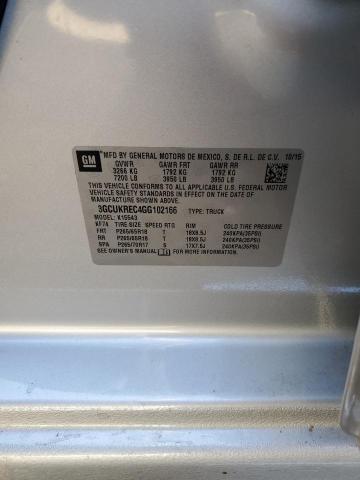 GM
MFD BY GENERAL MOTORS DE MEXICO, S. DE R.L. DE C.V. 10/15
GVWR GAWR FRT GAWR RR
3266 KG 1792 KG 1792 KG
7200 LB 3950 LB 3950 LB
THIS VEHICLE CONFORMS TO ALL APPLICABLE U.S. FEDERAL MOTOR
VEHICLE SAFETY STANDARDS IN EFFECT ON THE DATE OF
MANUFACTURE SHOWN ABOVE.
3GCUKREC4GG102166 TYPE: TRUCK
MODEL: K15543
KF74 TIRE SIZE SPEED RTG RIM COLD TIRE PRESSURE
FRT P265/65R18 T 18X8.5J 240KPA(35PSI)
RR P265/65R18 T 18X8.5J 240KPA(35PSI)
SPA P265/70R17 S 17X7.5J 240KPA(35PSI)
SEE OWNER'S MANUAL FOR MORE INFORMATION.